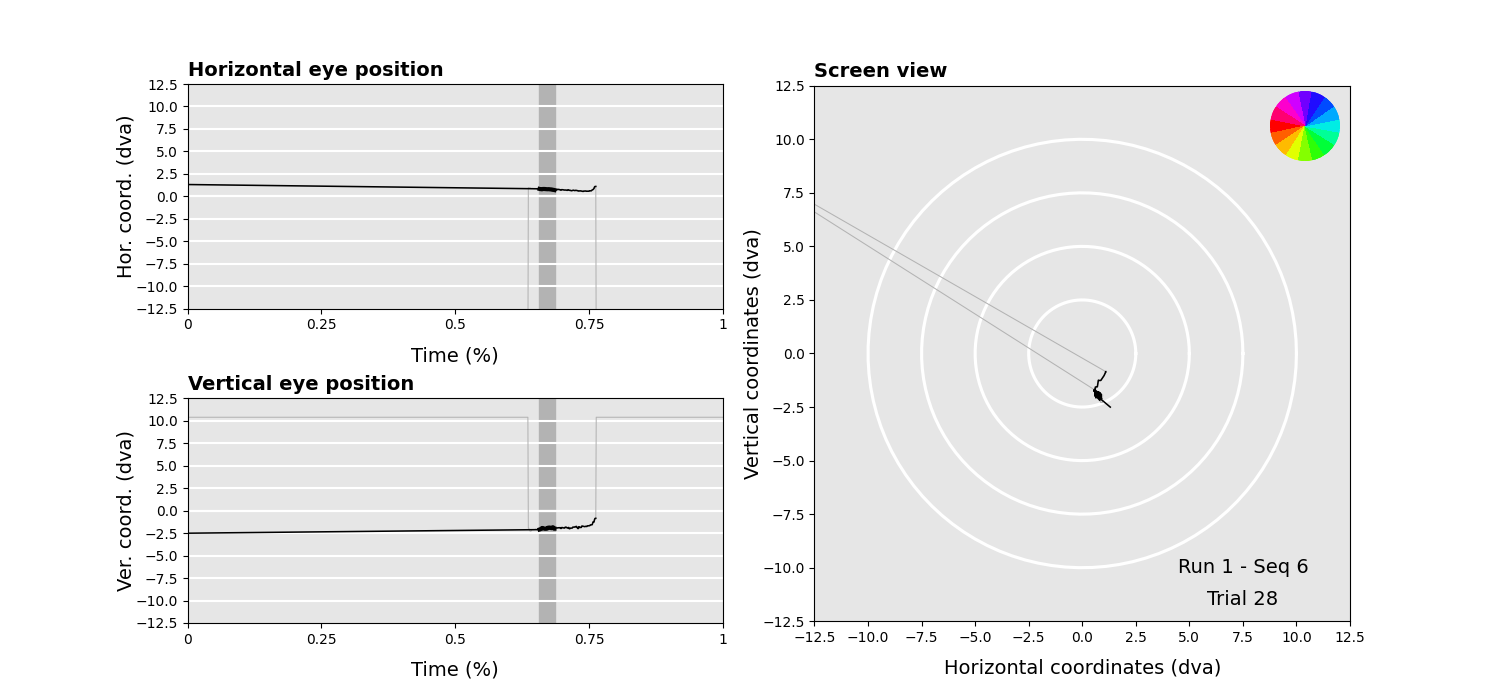 Horizontal eye position
Hor. coord. (dva)
12.5
10.0
7.5
5.0
2.5
0.0
−2.5
−5.0
−7.5
−10.0
−12.5
0 0.25 0.5 0.75 1
Time (%)
Vertical eye position
Ver. coord. (dva)
12.5
10.0
7.5
5.0
2.5
0.0
−2.5
−5.0
−7.5
−10.0
−12.5
0 0.25 0.5 0.75 1
Time (%)
Screen view
Vertical coordinates (dva)
12.5
10.0
7.5
5.0
2.5
0.0
−2.5
−5.0
−7.5
−10.0
−12.5
Run 1 - Seq 6
Trial 28
−12.5 −10.0 −7.5 −5.0 −2.5 0.0 2.5 5.0 7.5 10.0 12.5
Horizontal coordinates (dva)